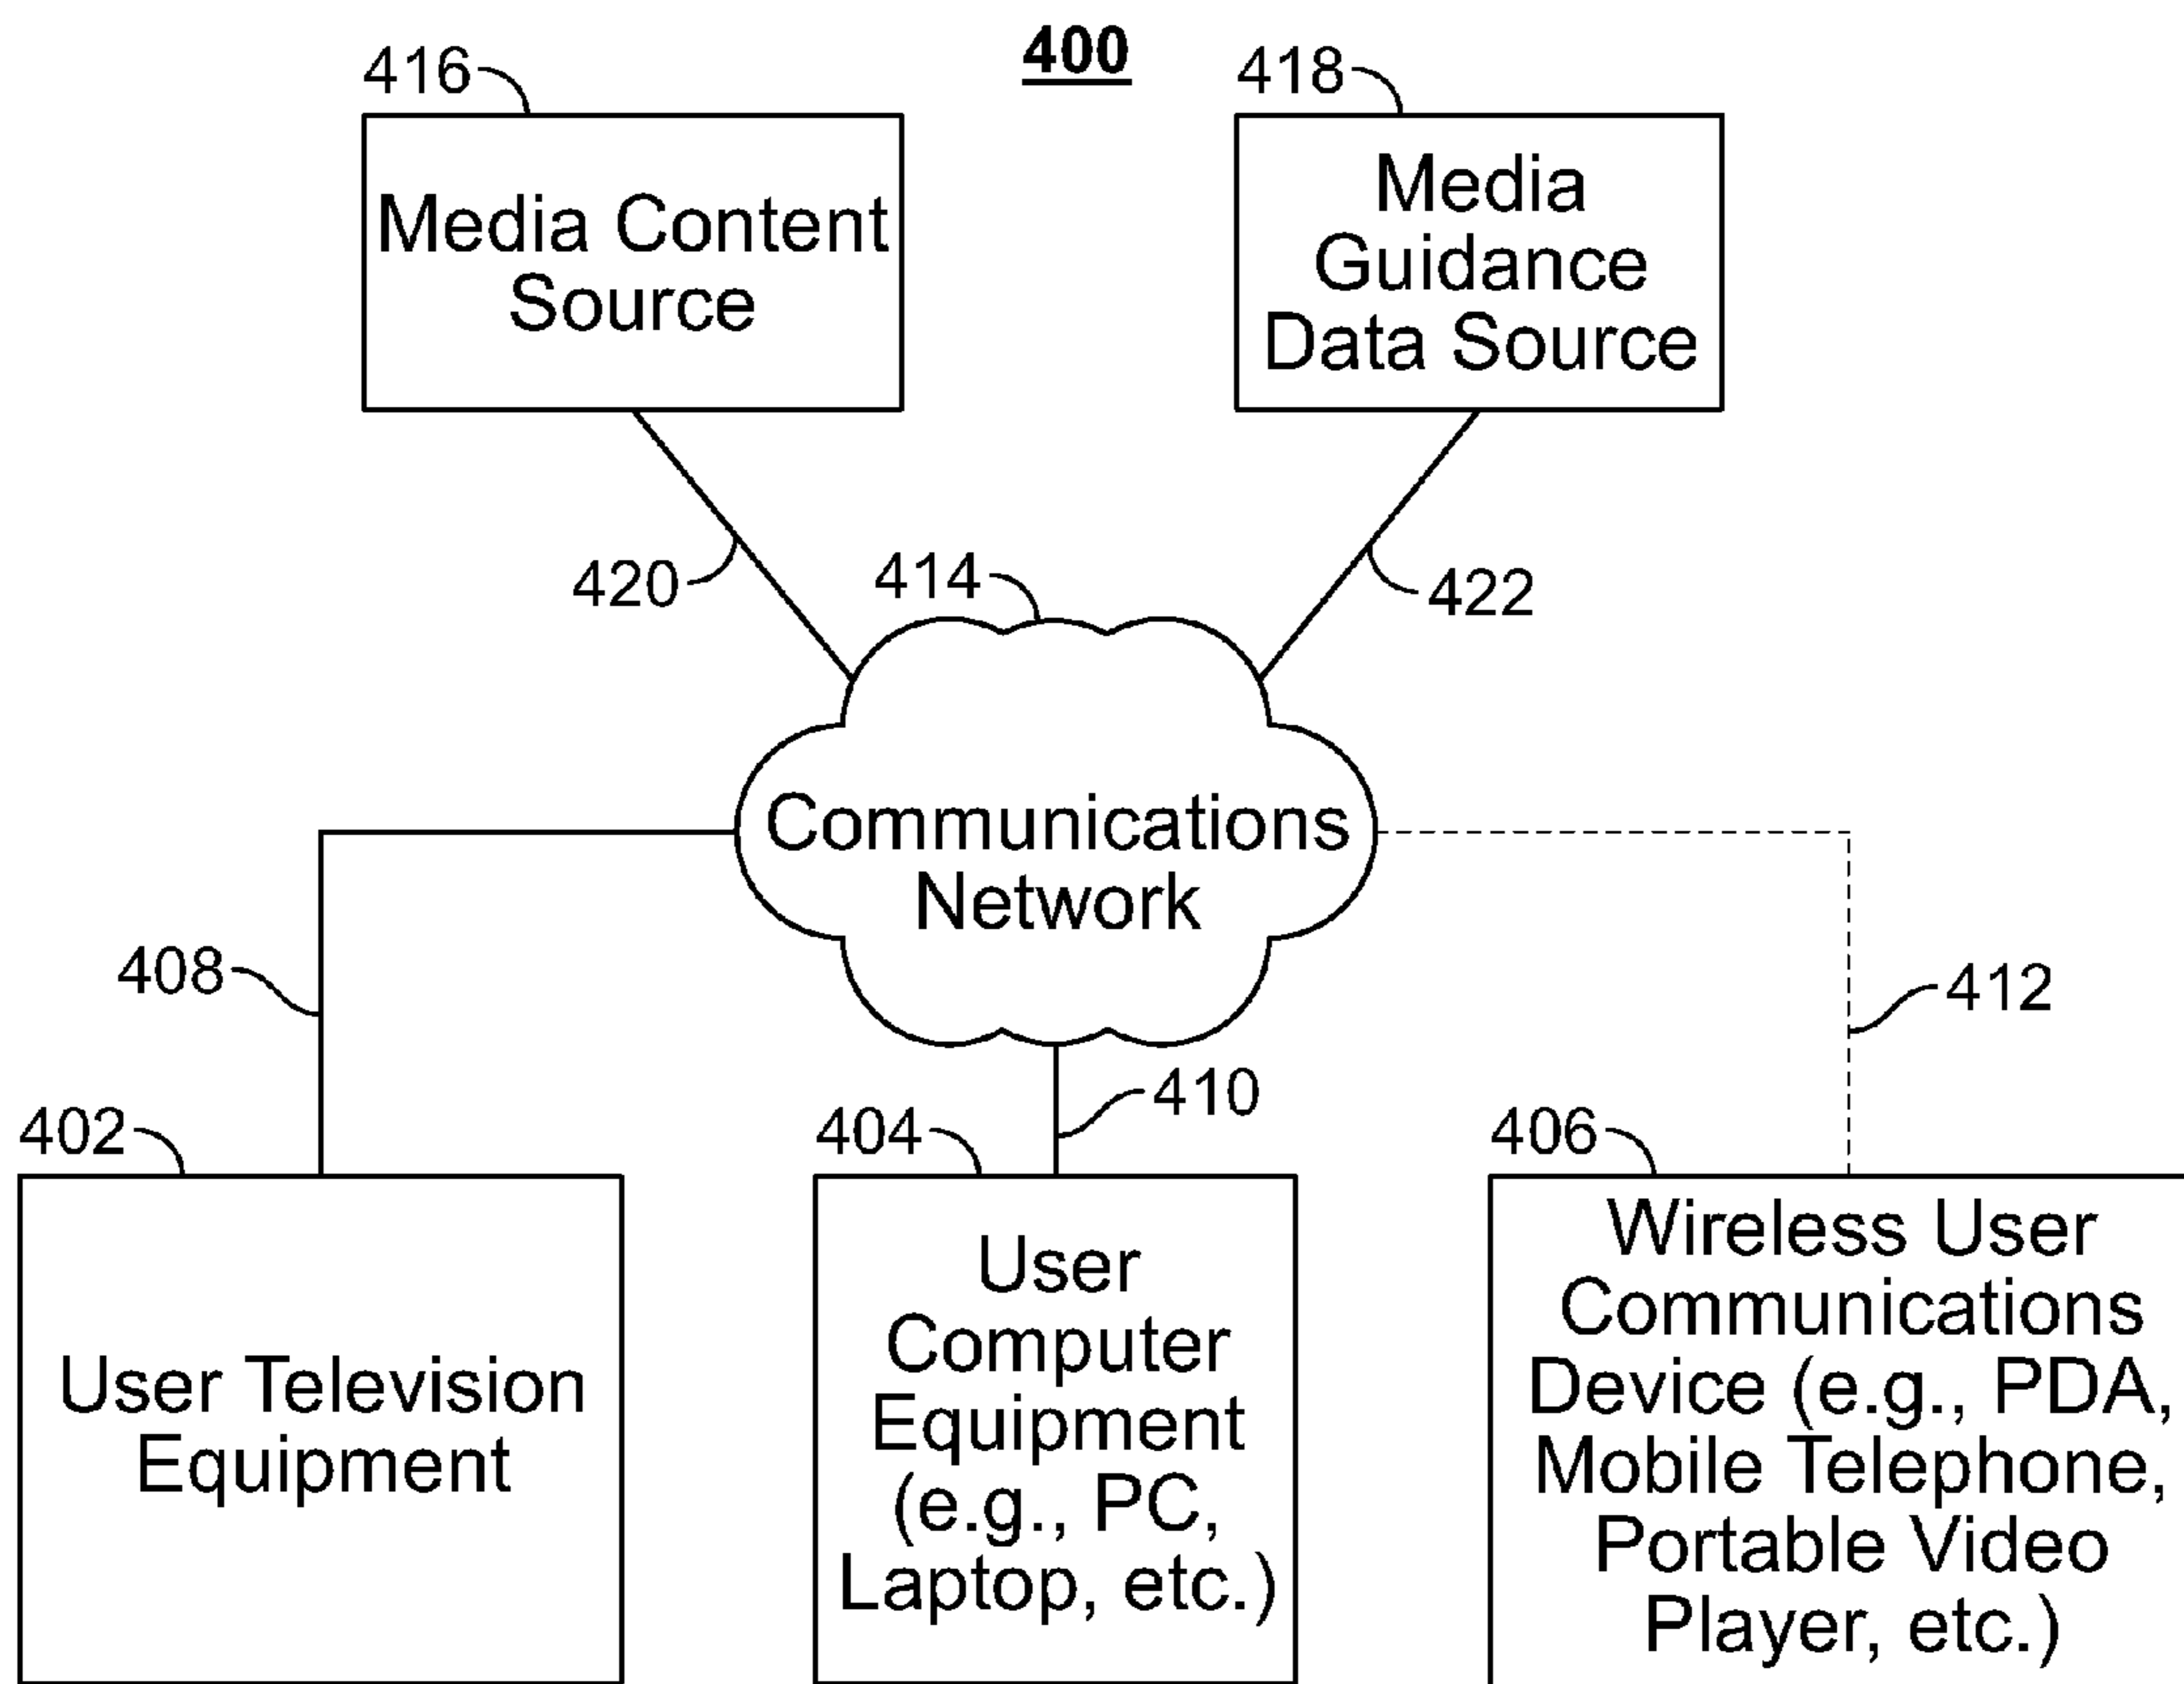 400
416
418
Media Content
Source
Media
Guidance
Data Source
420
414
422
Communications
Network
408
412
410
402
404
406
User Television
Equipment
User
Computer
Equipment
(e.g., PC,
Laptop, etc.)
Wireless User
Communications
Device (e.g., PDA,
Mobile Telephone,
Portable Video
Player, etc.)